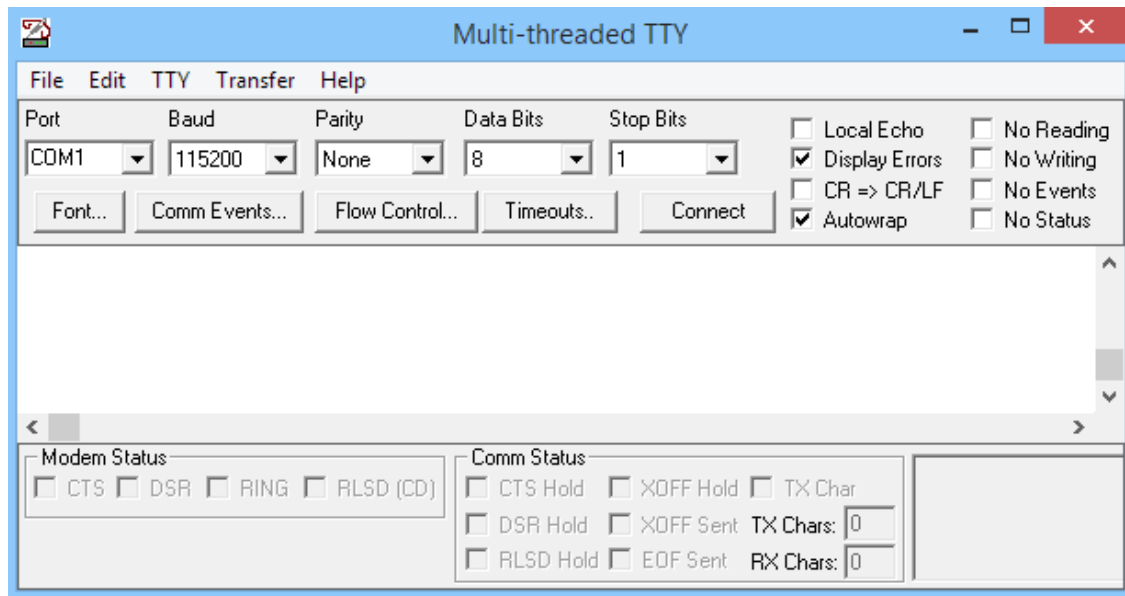 Multi-threaded TTY
File Edit TTY Transfer Help
Port Baud Parity Data Bits Stop Bits
COM1 115200 None 8 1
Local Echo No Reading
Display Errors No Writing
CR => CR/LF No Events
Autowrap No Status
Font... Comm Events... Flow Control... Timeouts.. Connect
Modem Status
CTS DSR RING RLSD (CD)
Comm Status
CTS Hold XOFF Hold TX Char
DSR Hold XOFF Sent TX Chars: 0
RLSD Hold EOF Sent RX Chars: 0